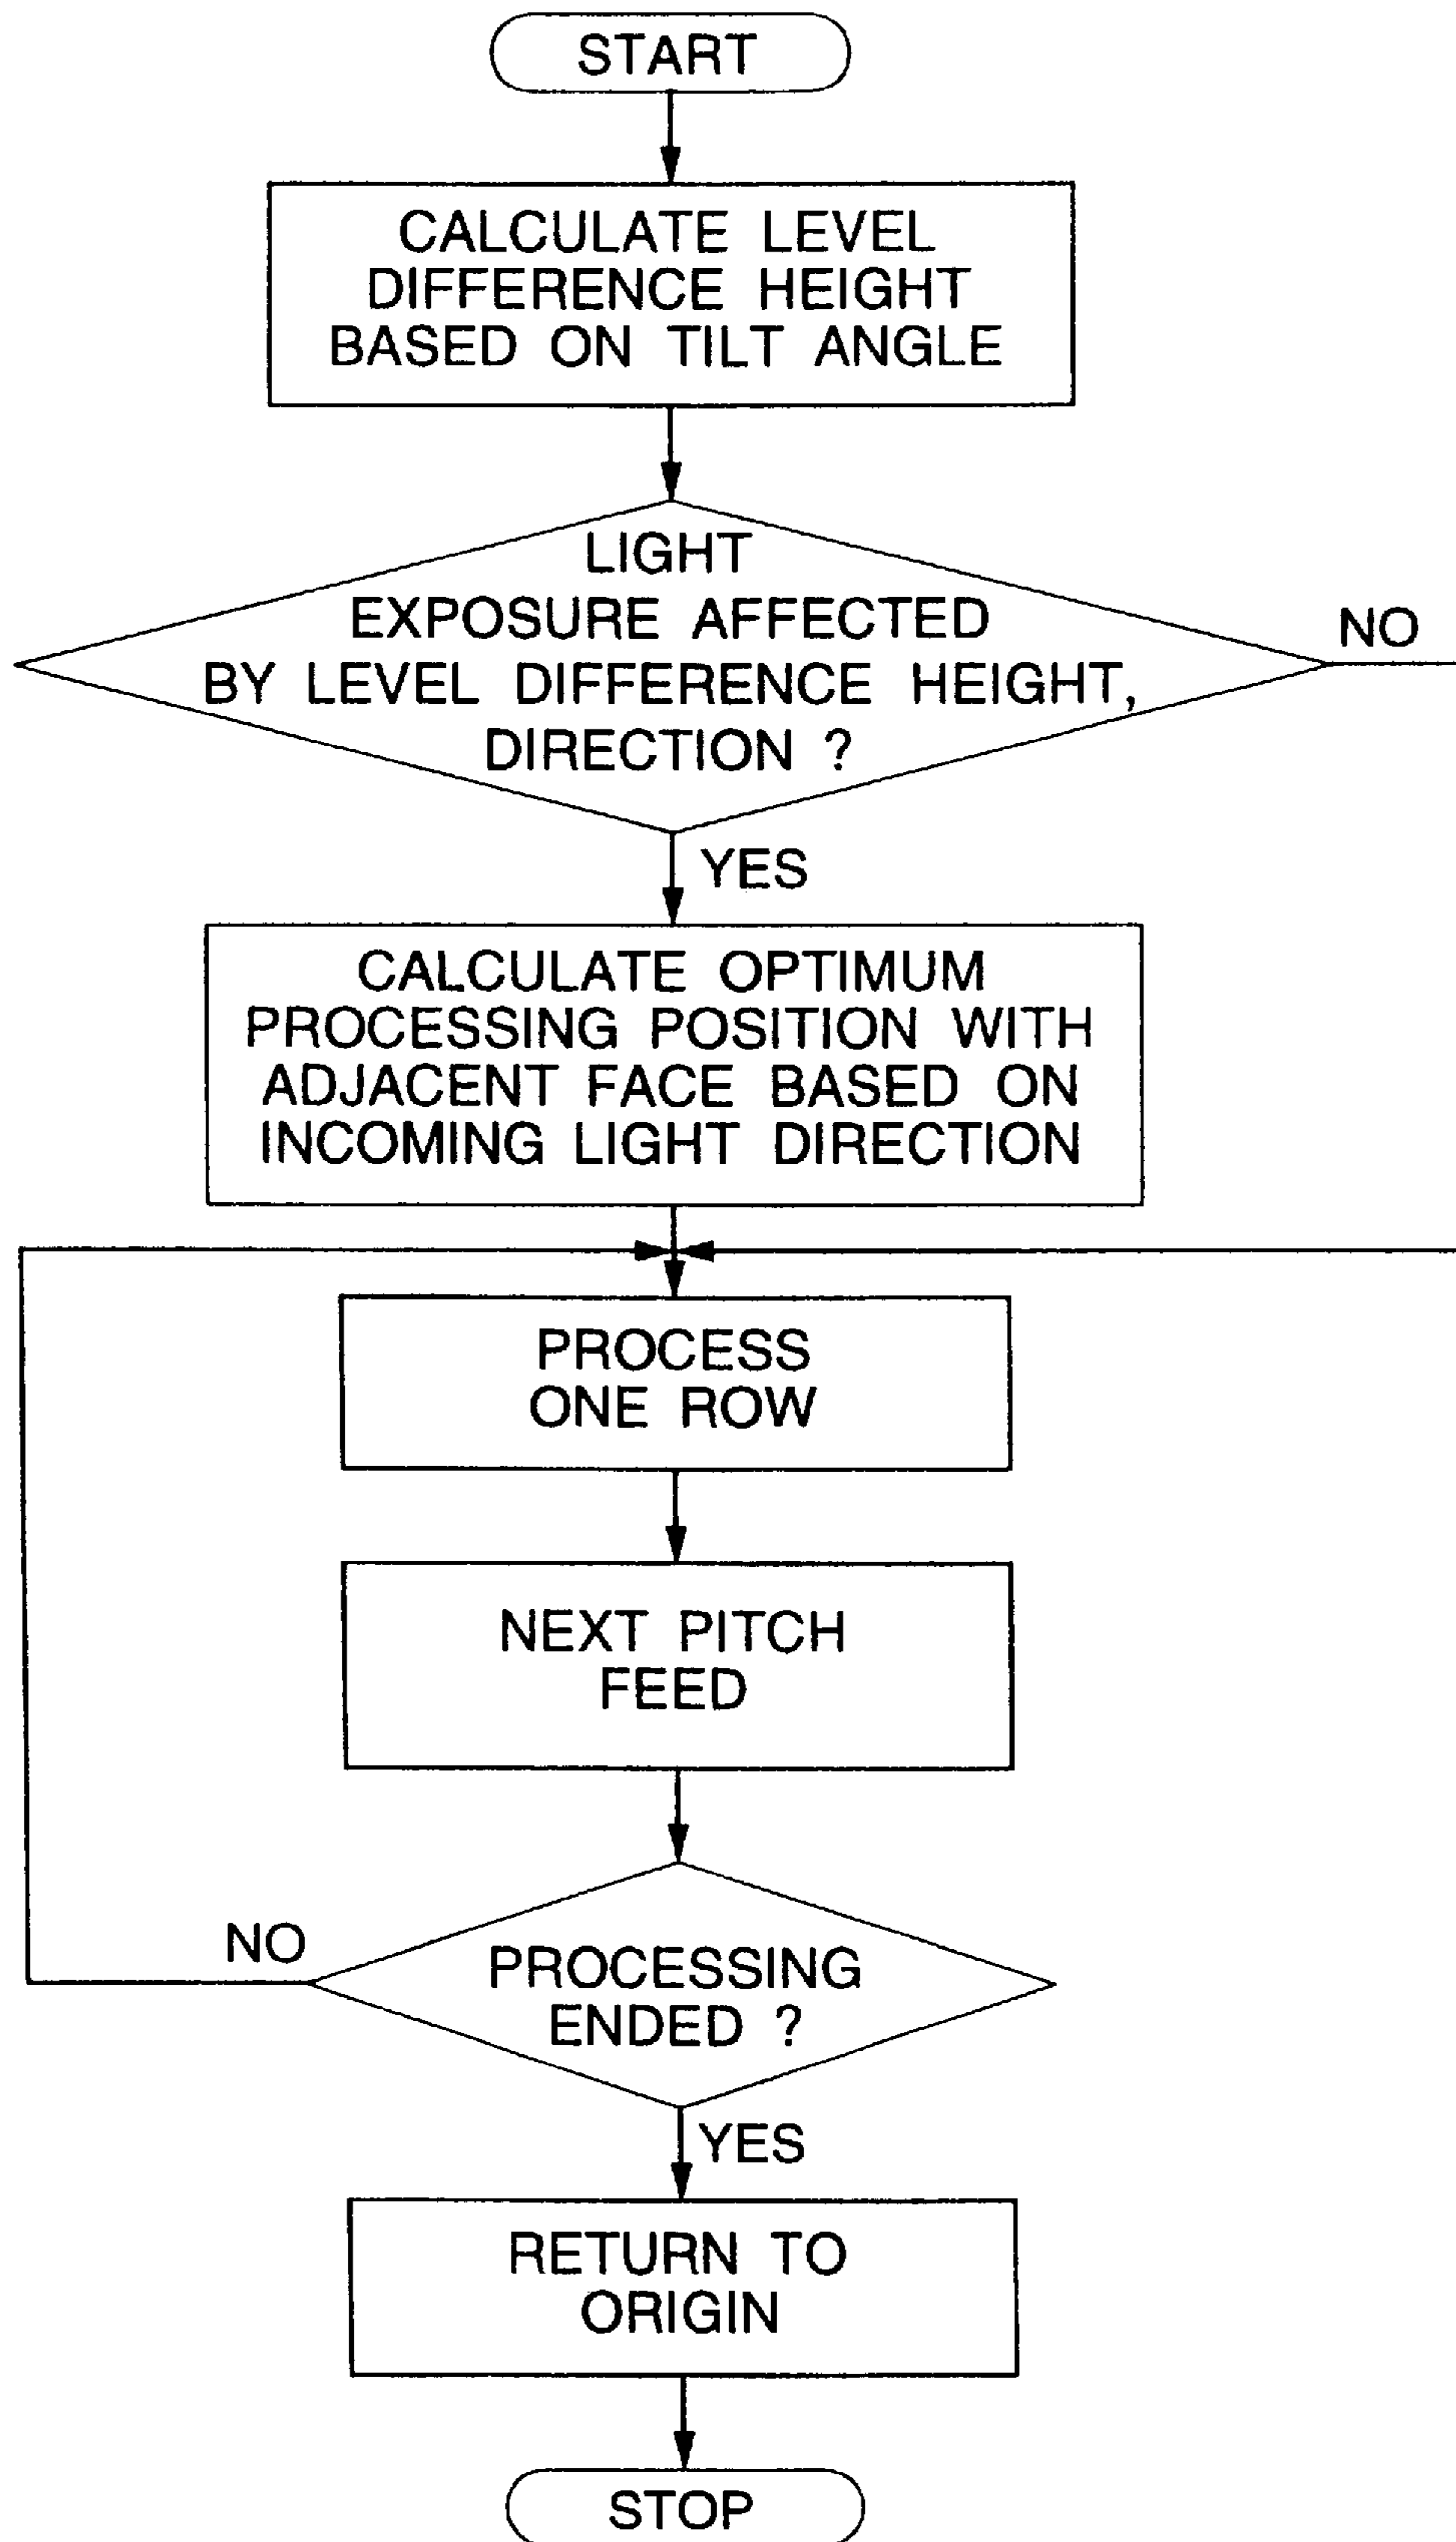 START
CALCULATE LEVEL
DIFFERENCE HEIGHT
BASED ON TILT ANGLE
LIGHT
EXPOSURE AFFECTED
BY LEVEL DIFFERENCE HEIGHT,
DIRECTION ?
NO
YES
CALCULATE OPTIMUM
PROCESSING POSITION WITH
ADJACENT FACE BASED ON
INCOMING LIGHT DIRECTION
PROCESS
ONE ROW
NEXT PITCH
FEED
NO
PROCESSING
ENDED ?
YES
RETURN TO
ORIGIN
STOP